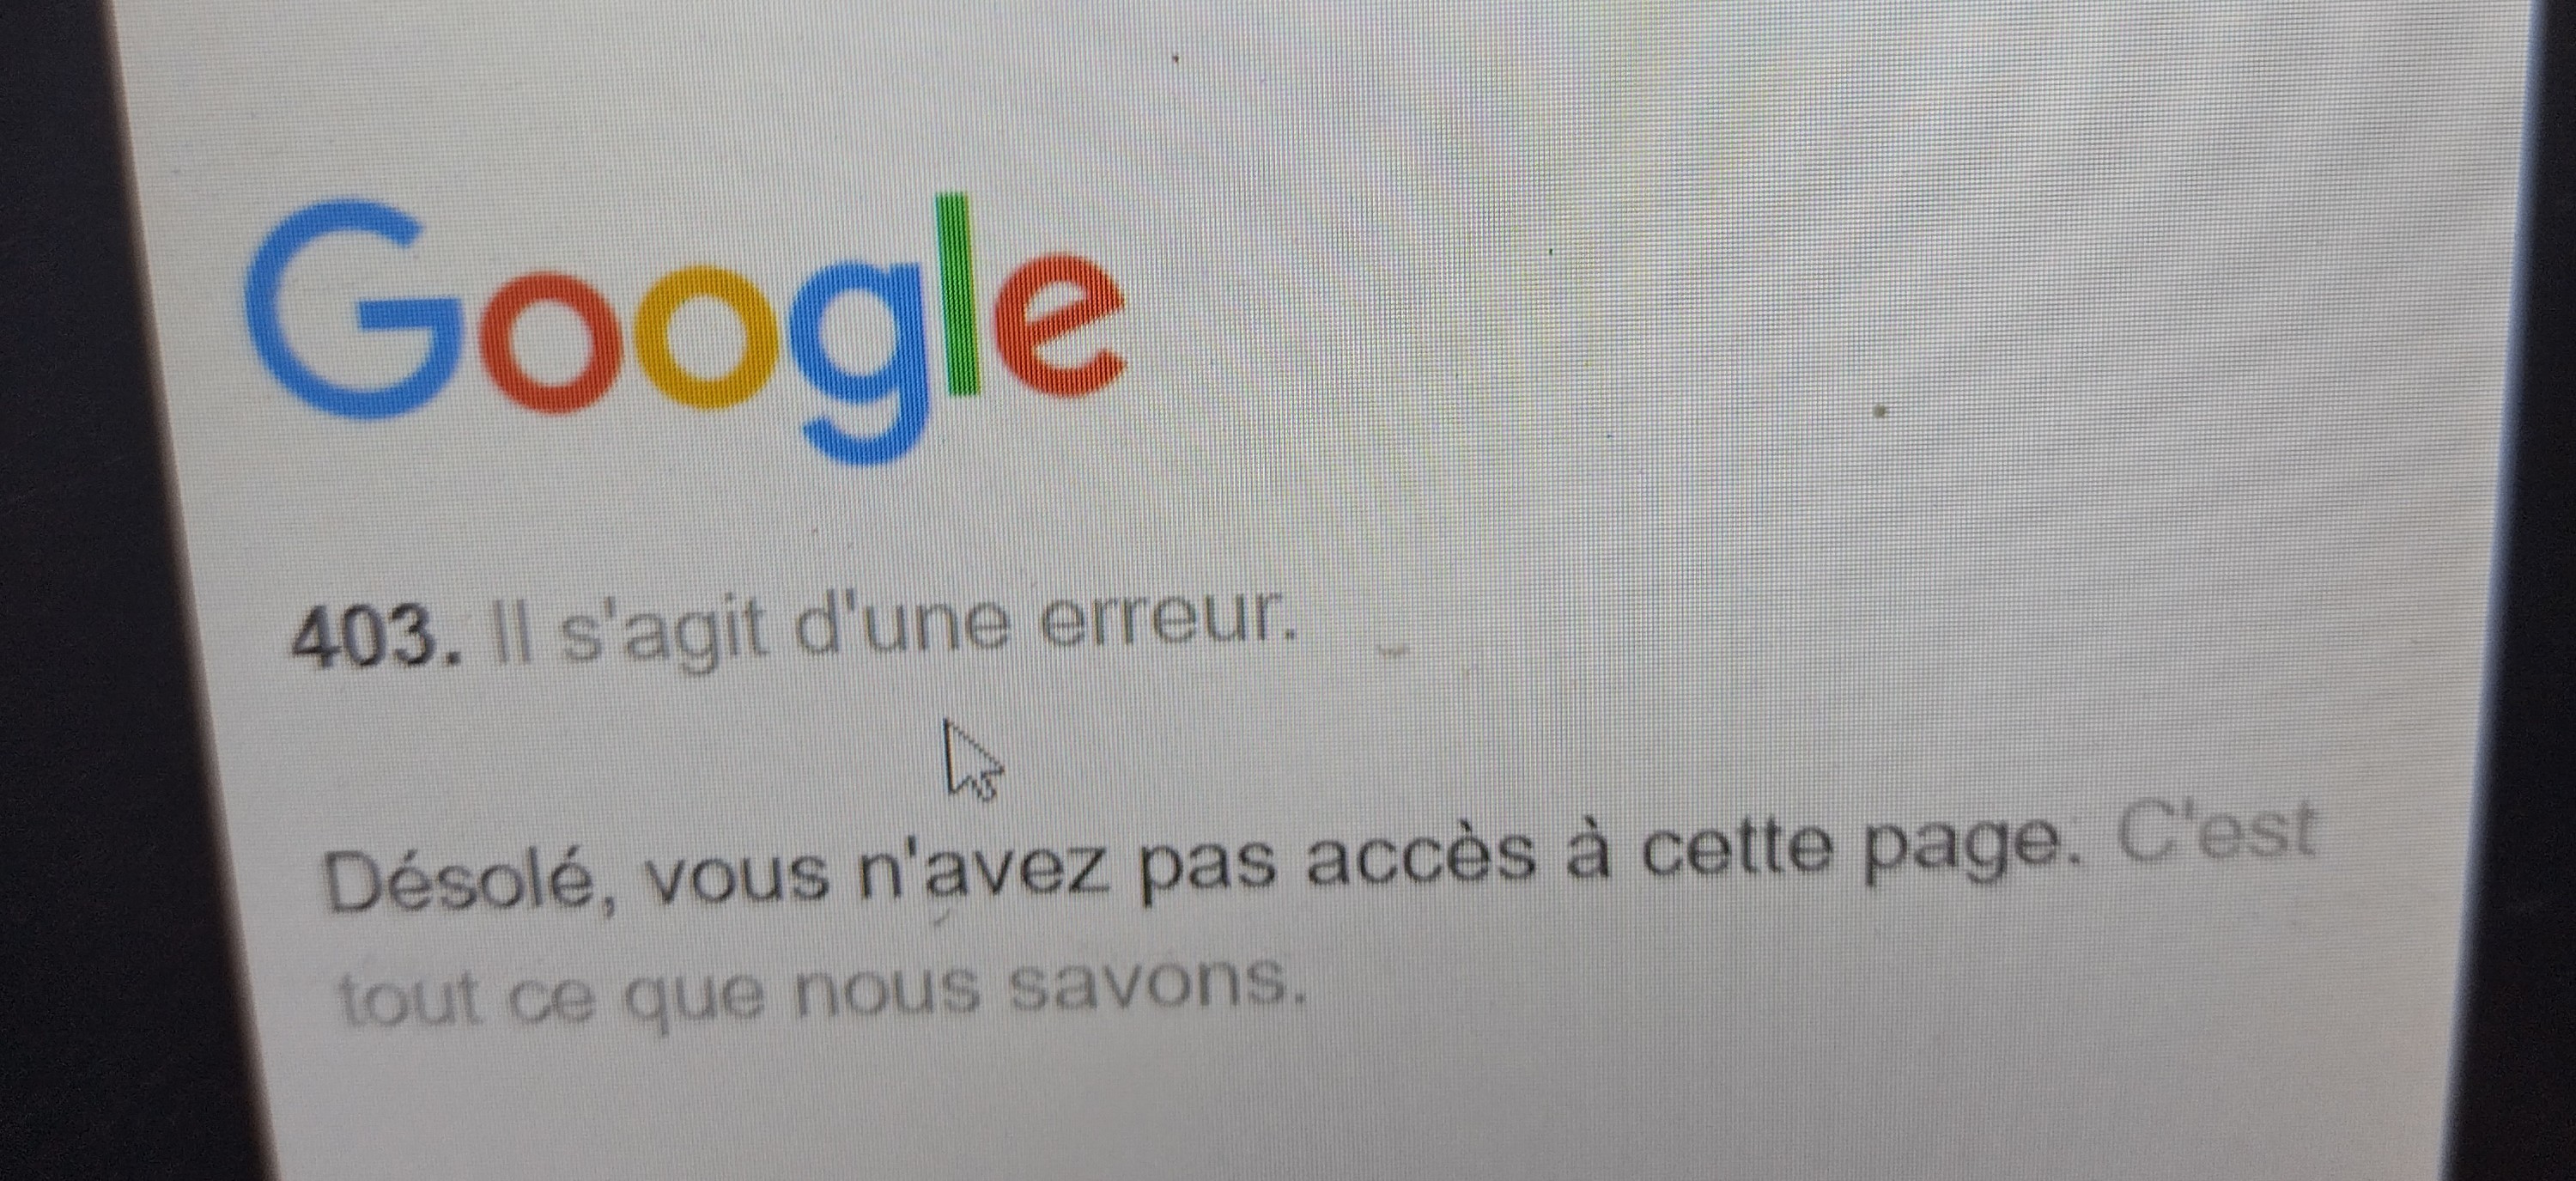 Google
403. Il s'agit d'une erreur.
Désolé, vous n'avez pas accès à cette page. C'est
tout ce que nous savons.